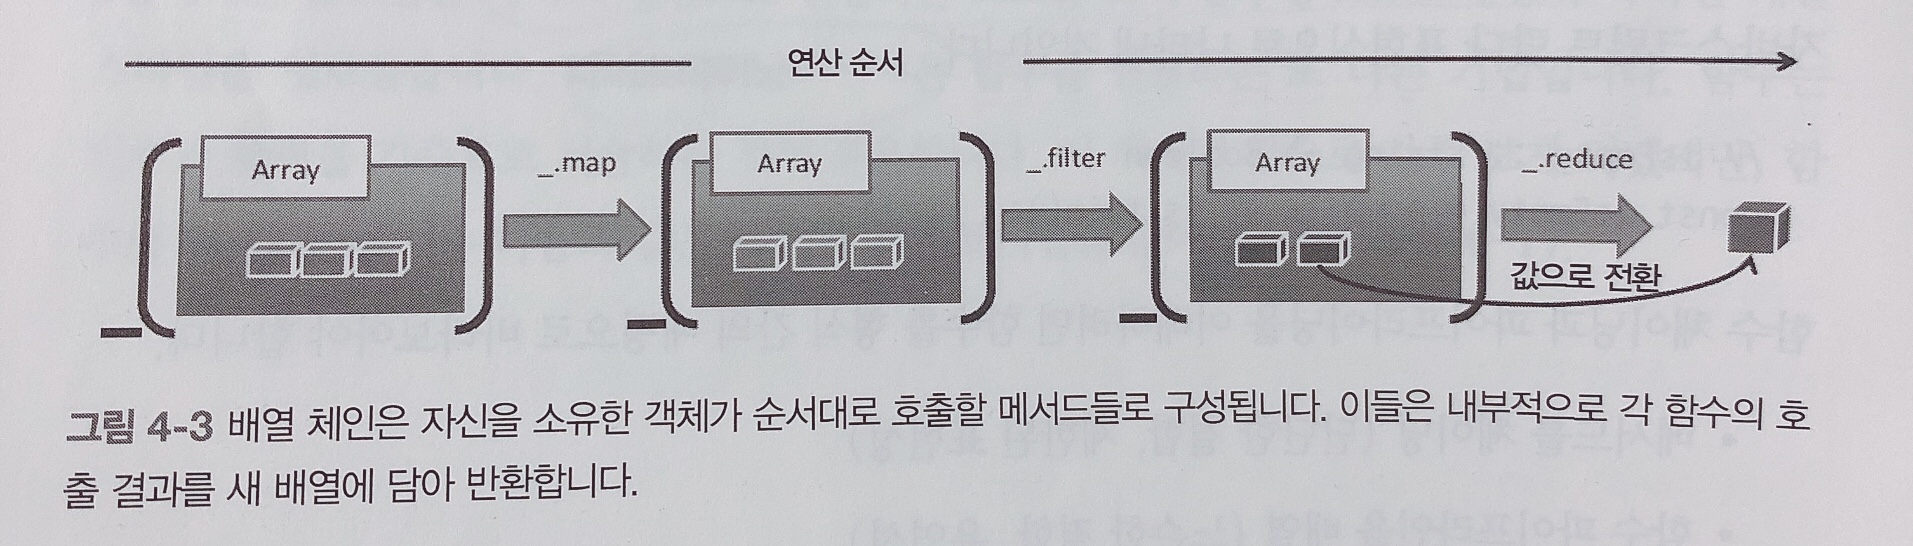 연산 순서
Array
_.map
Array
_.filter
Array
_.reduce
값으로 전환
그림 4-3 배열 체인은 자신을 소유한 객체가 순서대로 호출할 메서드들로 구성됩니다. 이들은 내부적으로 각 함수의 호
출 결과를 새 배열에 담아 반환합니다.